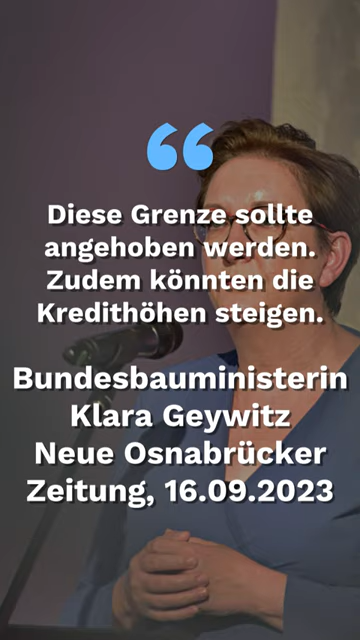 “
Diese Grenze sollte
angehoben werden.
Zudem könnten die
Kredithöhen steigen.
Bundesbauministerin
Klara Geywitz
Neue Osnabrücker
Zeitung, 16.09.2023